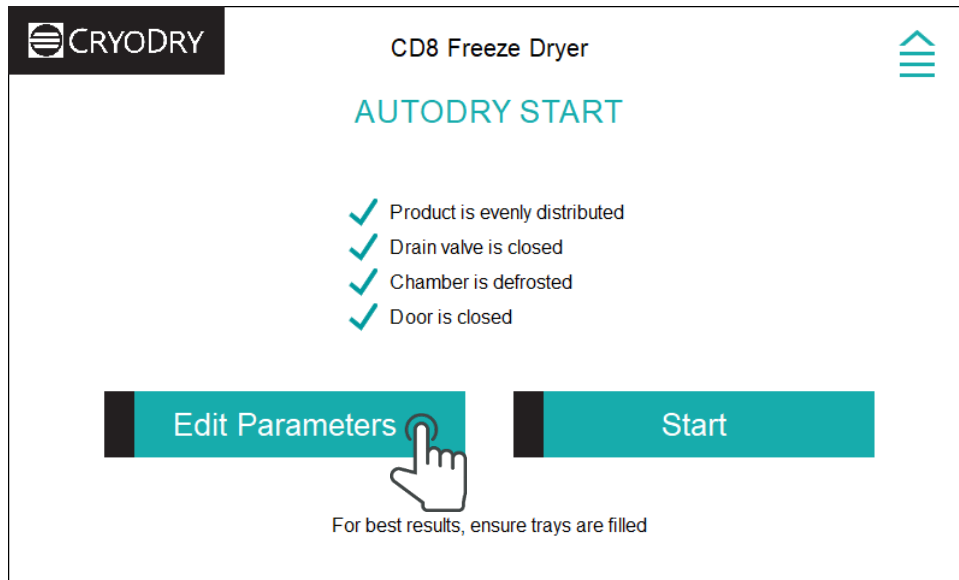 CRYODRY
CD8 Freeze Dryer
AUTODRY START
Product is evenly distributed
Drain valve is closed
Chamber is defrosted
Door is closed
Edit Parameters
Start
For best results, ensure trays are filled